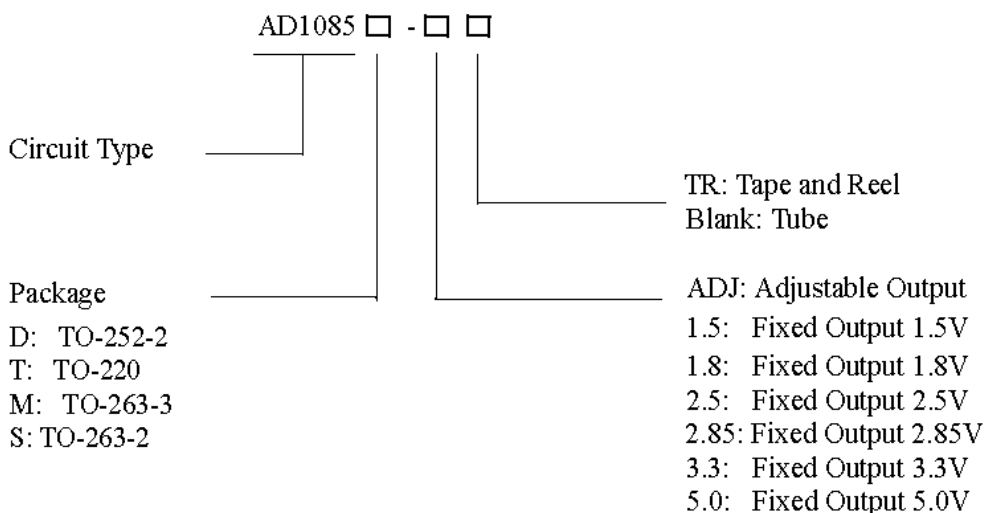 AD1085 □ - □ □
Circuit Type
TR: Tape and Reel
Blank: Tube
Package
D: TO-252-2
T: TO-220
M: TO-263-3
S: TO-263-2
ADJ: Adjustable Output
1.5: Fixed Output 1.5V
1.8: Fixed Output 1.8V
2.5: Fixed Output 2.5V
2.85: Fixed Output 2.85V
3.3: Fixed Output 3.3V
5.0: Fixed Output 5.0V